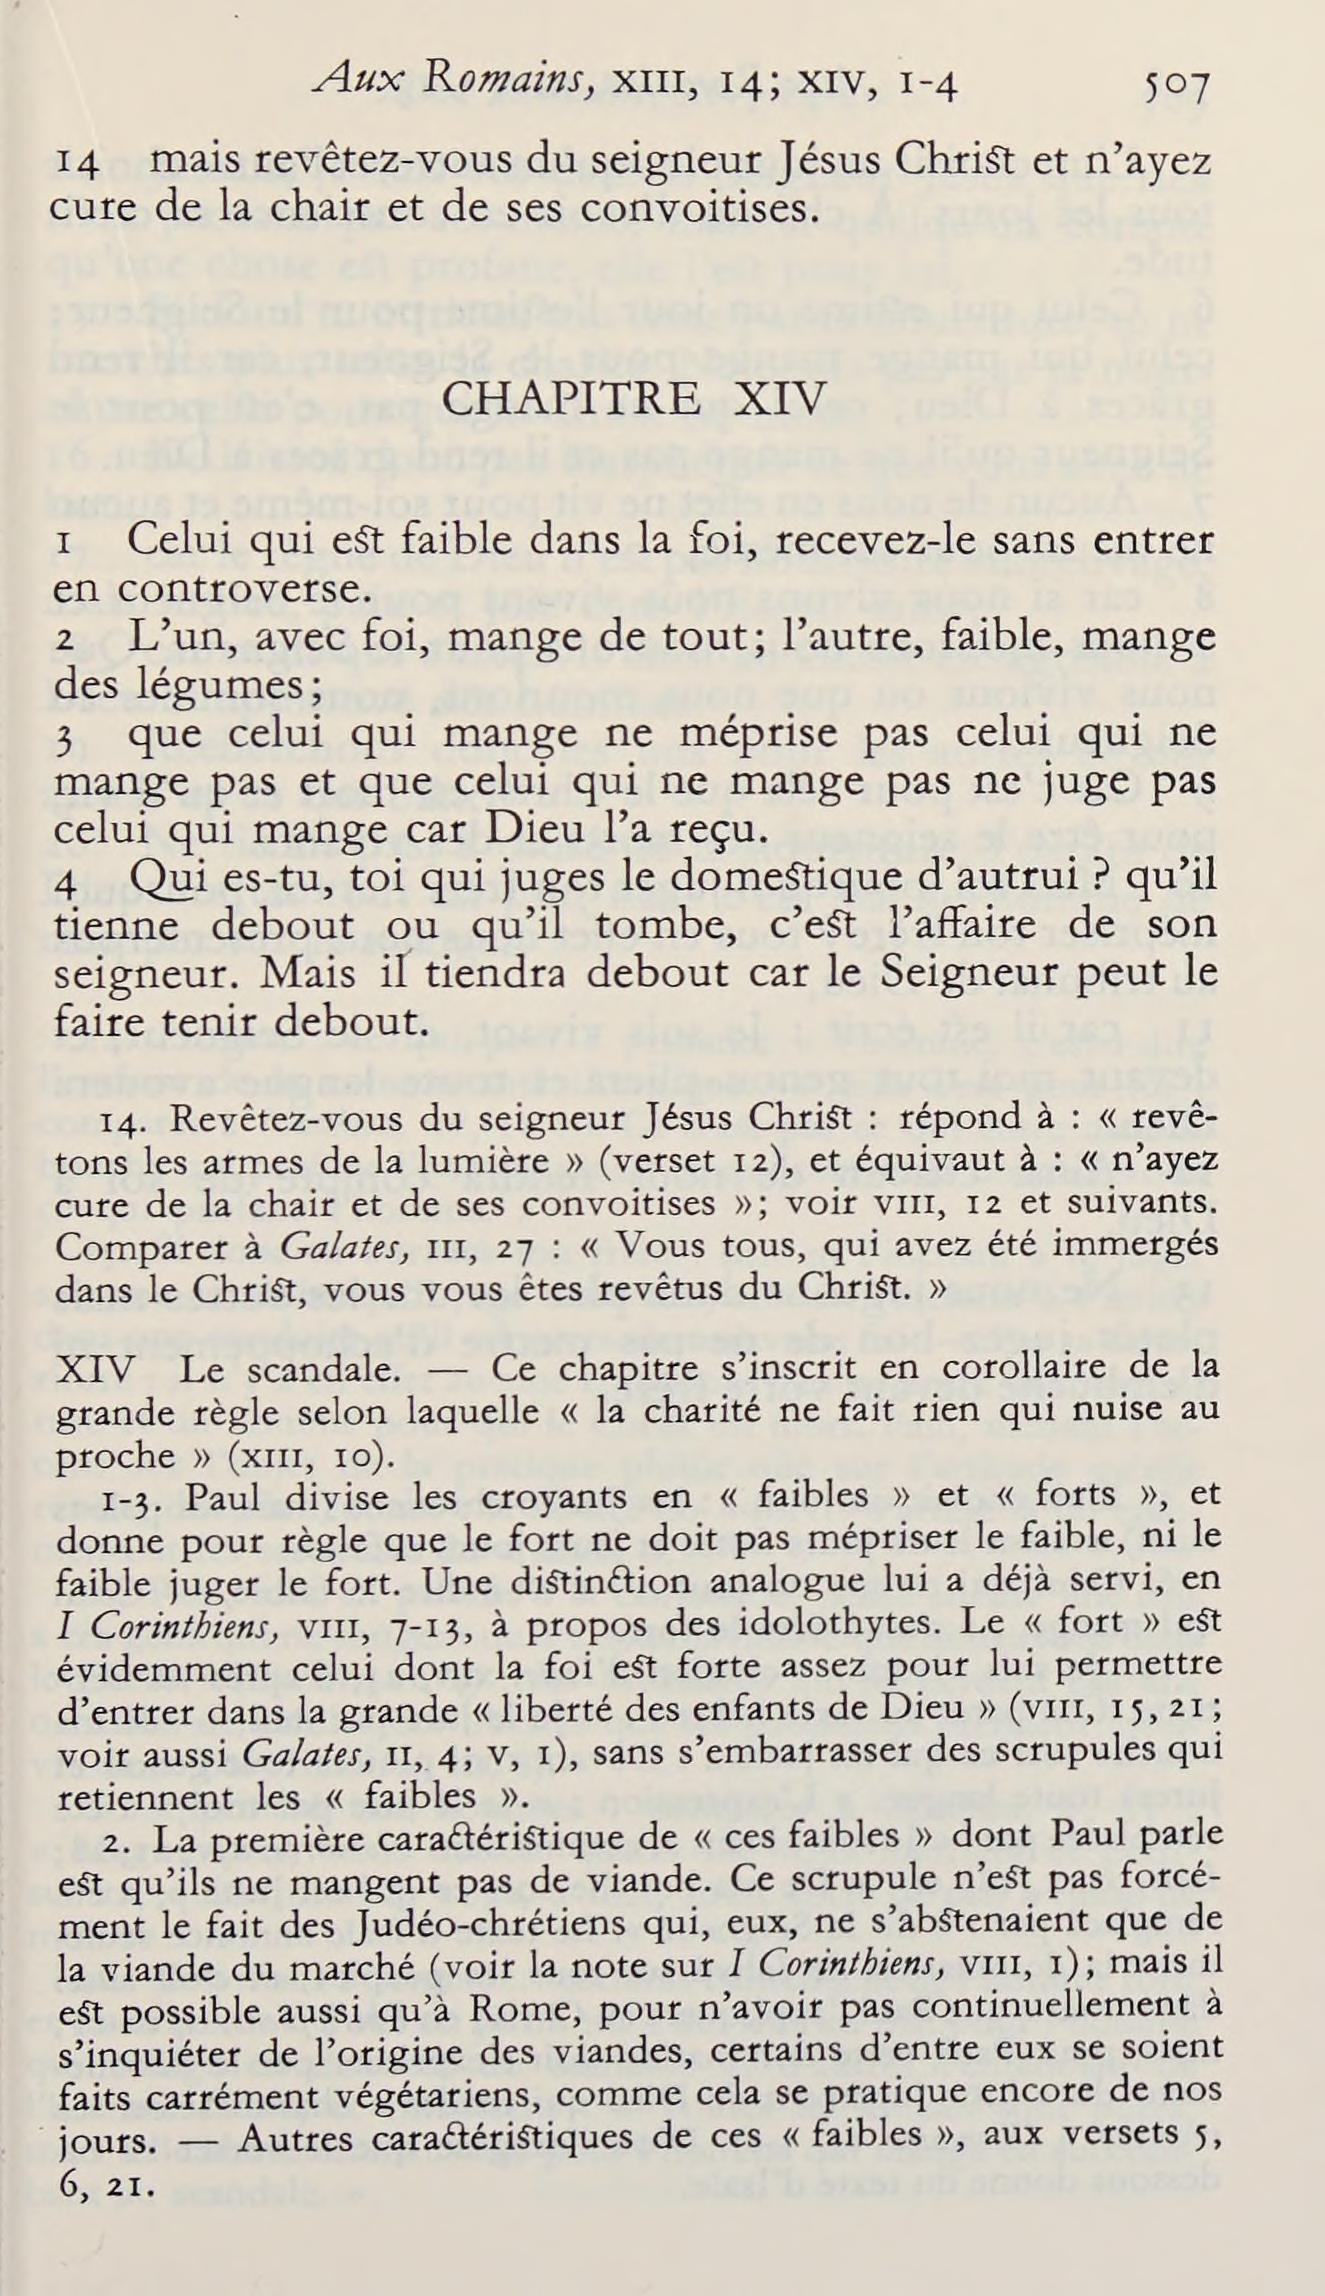 Aux Romains, XIII, 14; XIV, 1-4 507
14 mais revêtez-vous du seigneur Jésus Christ et n’ayez
cure de la chair et de ses convoitises.
CHAPITRE XIV
1 Celui qui est faible dans la foi, recevez-le sans entrer
en controverse.
2 L’un, avec foi, mange de tout; l’autre, faible, mange
des légumes;
3 que celui qui mange ne méprise pas celui qui ne
mange pas et que celui qui ne mange pas ne juge pas
celui qui mange car Dieu l’a reçu.
4 Qui es-tu, toi qui juges le domestique d’autrui ? qu’il
tienne debout ou qu’il tombe, c’est l’affaire de son
seigneur. Mais il tiendra debout car le Seigneur peut le
faire tenir debout.
14. Revêtez-vous du seigneur Jésus Christ : répond à : « revê-
tons les armes de la lumière » (verset 12), et équivaut à : « n’ayez
cure de la chair et de ses convoitises »; voir VIII, 12 et suivants.
Comparer à Galates, III, 27 : « Vous tous, qui avez été immergés
dans le Christ, vous vous êtes revêtus du Christ. »
XIV Le scandale. — Ce chapitre s’inscrit en corollaire de la
grande règle selon laquelle « la charité ne fait rien qui nuise au
proche » (XIII, 10).
1-3. Paul divise les croyants en « faibles » et « forts », et
donne pour règle que le fort ne doit pas mépriser le faible, ni le
faible juger le fort. Une distinction analogue lui a déjà servi, en
I Corinthiens, VIII, 7-13, à propos des idolothytes. Le « fort » est
évidemment celui dont la foi est forte assez pour lui permettre
d’entrer dans la grande « liberté des enfants de Dieu » (VIII, 15, 21;
voir aussi Galates, II, 4; V, 1), sans s’embarrasser des scrupules qui
retiennent les « faibles ».
2. La première caractéristique de « ces faibles » dont Paul parle
est qu’ils ne mangent pas de viande. Ce scrupule n’est pas forcé-
ment le fait des Judéo-chrétiens qui, eux, ne s’abstenaient que de
la viande du marché (voir la note sur I Corinthiens, VIII, 1); mais il
est possible aussi qu’à Rome, pour n’avoir pas continuellement à
s’inquiéter de l’origine des viandes, certains d’entre eux se soient
faits carrément végétariens, comme cela se pratique encore de nos
jours. — Autres caractéristiques de ces « faibles », aux versets 5,
6, 21.